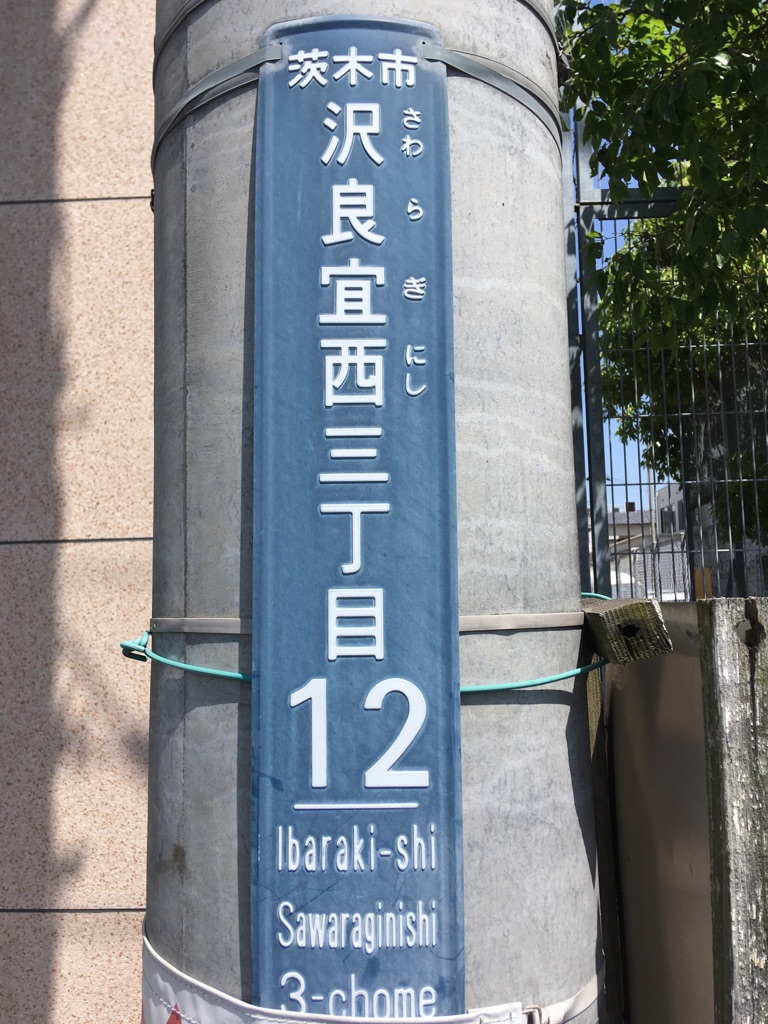 茨木市
沢良宜西三丁目
さわらぎにし
12
Ibaraki-shi
Sawaraginishi
3-chome